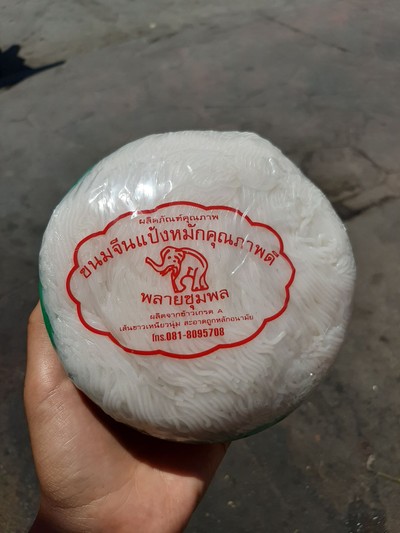 ผลิตภัณฑ์คุณภาพ
ขนมจีนแป้งหมักคุณภาพดี
พลายชุมพล
ผลิตจากข้าวเกรด A
เส้นขาวเหนียวนุ่ม สะอาดถูกหลักอนามัย
โทร.081-8095708